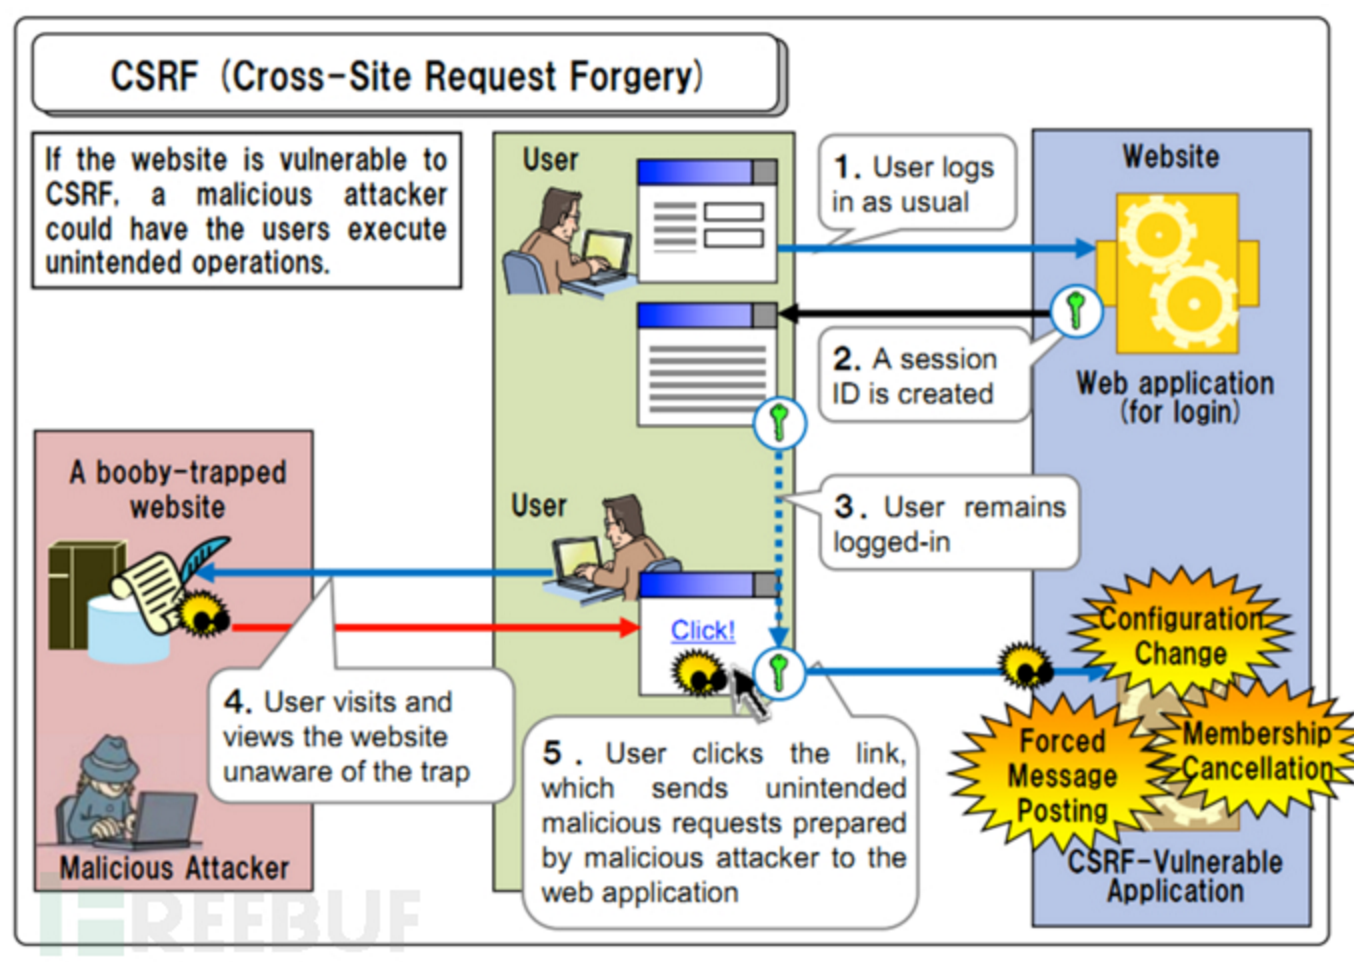 CSRF (Cross-Site Request Forgery)
If the website is vulnerable to
CSRF, a malicious attacker
could have the users execute
unintended operations.
User
1. User logs
in as usual
Website
2. A session
ID is created
Web application
(for login)
A booby-trapped
website
User
3. User remains
logged-in
Click!
4. User visits and
views the website
unaware of the trap
5. User clicks the link,
which sends unintended
malicious requests prepared
by malicious attacker to the
web application
Configuration
Change
Forced
Message
Posting
Membership
Cancellation
Malicious Attacker
CSRF-Vulnerable
Application
FREEBUF